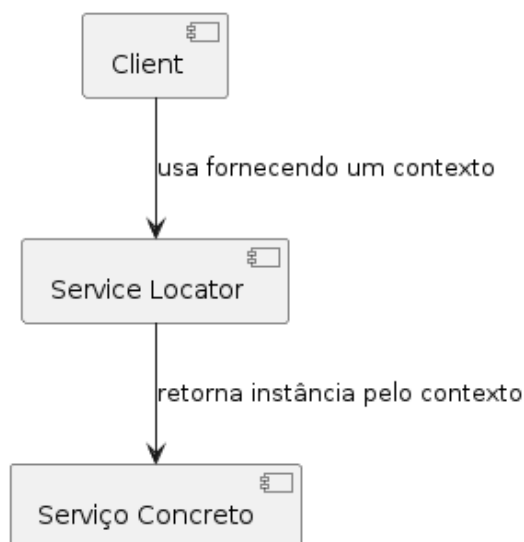 Client
usa fornecendo um contexto
Service Locator
retorna instância pelo contexto
Serviço Concreto